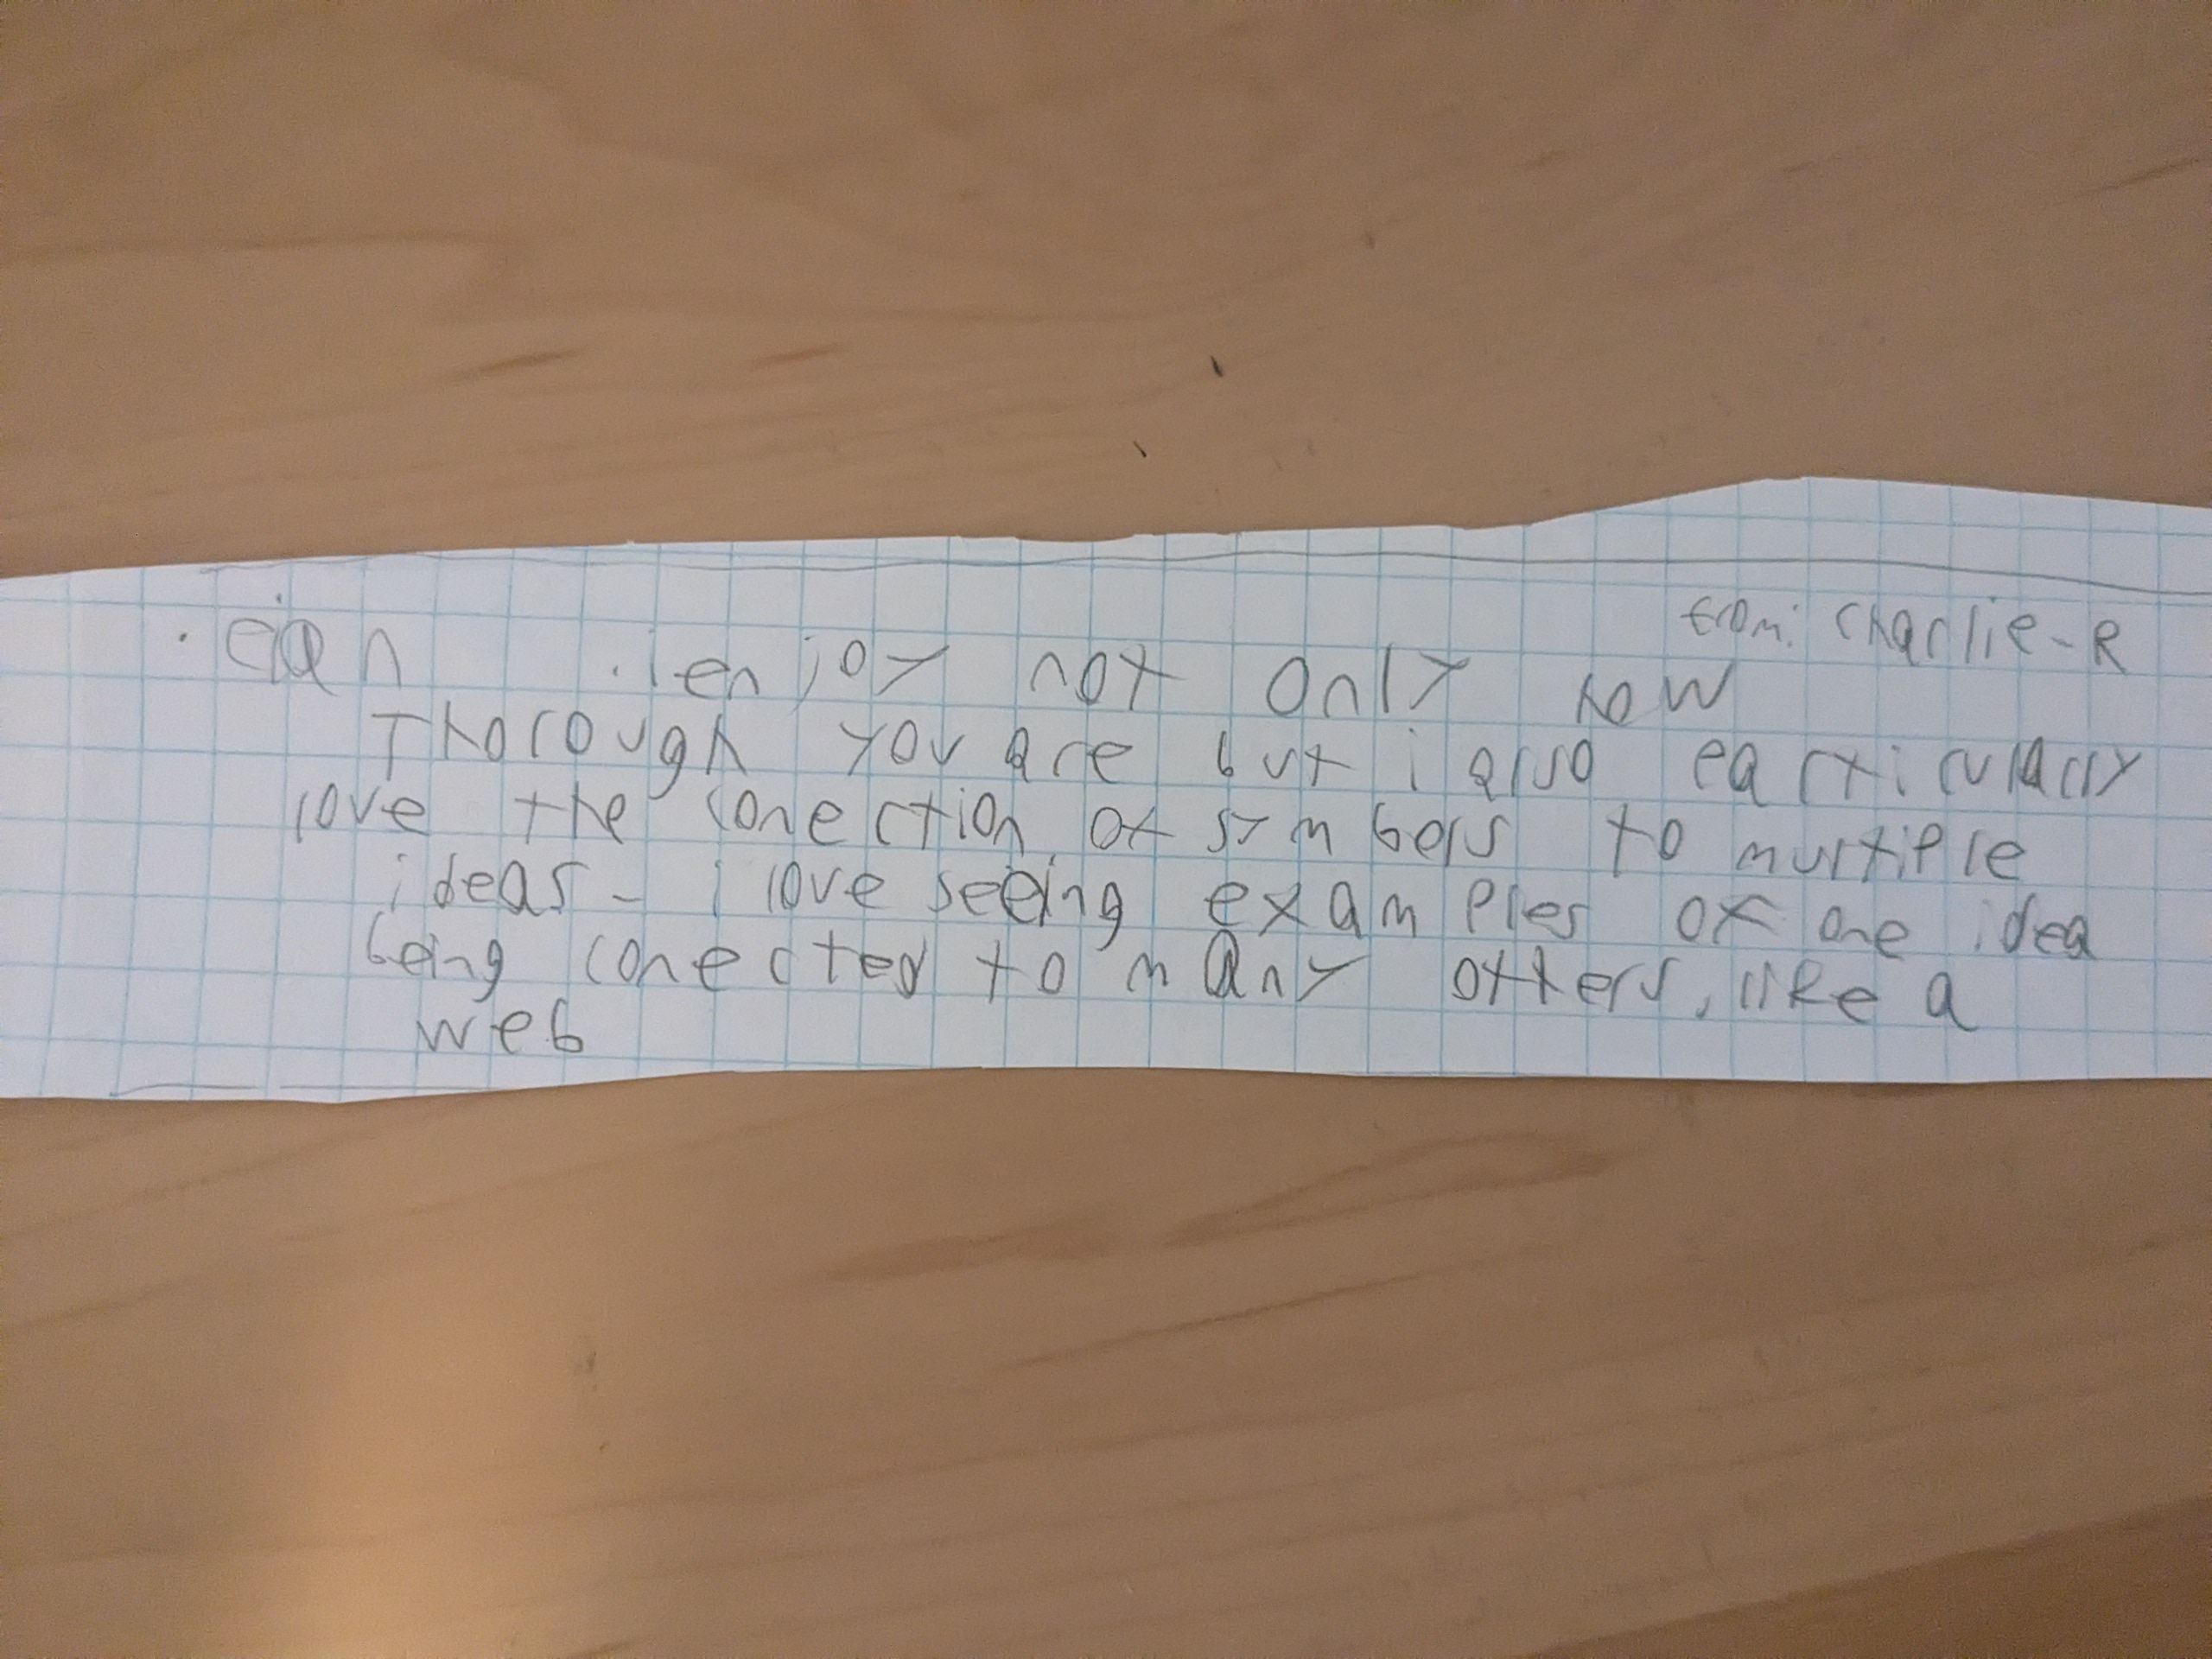 from: Charlie-R
· eian · i enjoy not only how
Thorough you are but i also particularly
love the conection of symbols to multiple
ideas - i love seeing examples of one idea
being conected to many others, like a
web